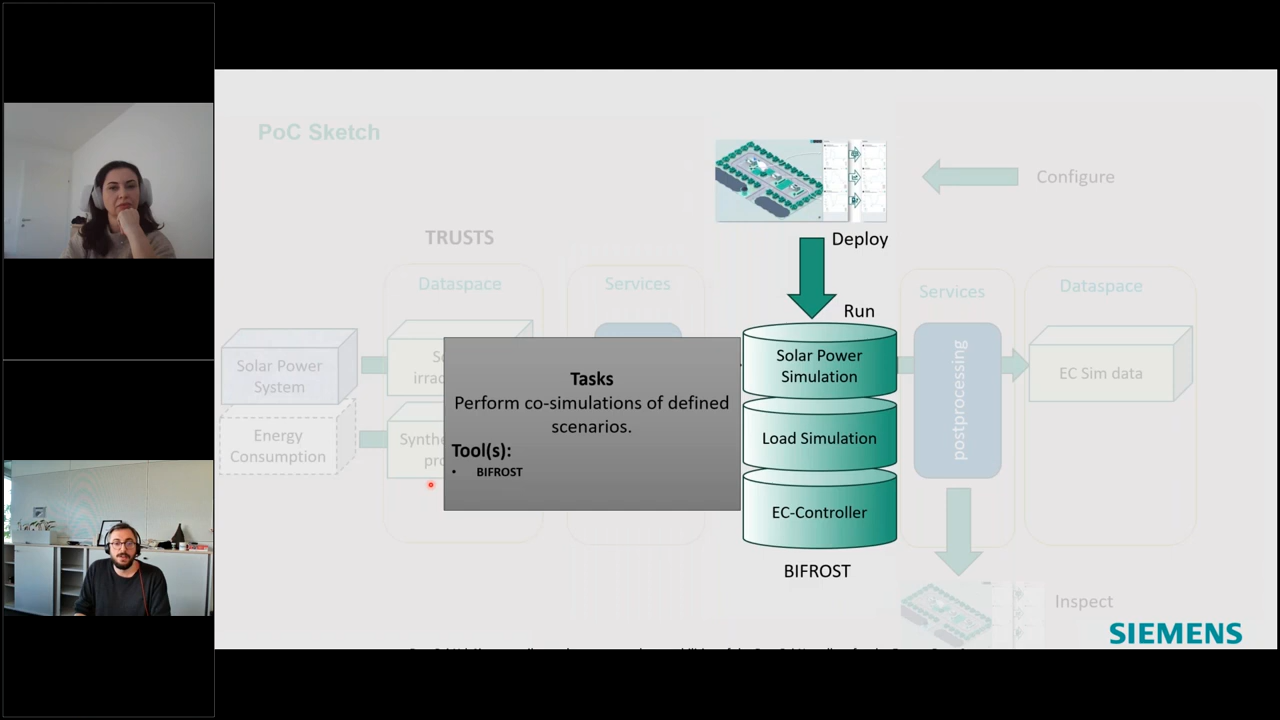 PoC Sketch
Configure
Deploy
TRUSTS
Dataspace
Services
Run
Services
Dataspace
Solar Power
System
Solar Power
Simulation
postprocessing
EC Sim data
Energy
Consumption
Load Simulation
EC-Controller
Tasks
Perform co-simulations of defined
scenarios.
Tool(s):
• BIFROST
BIFROST
Inspect
SIEMENS